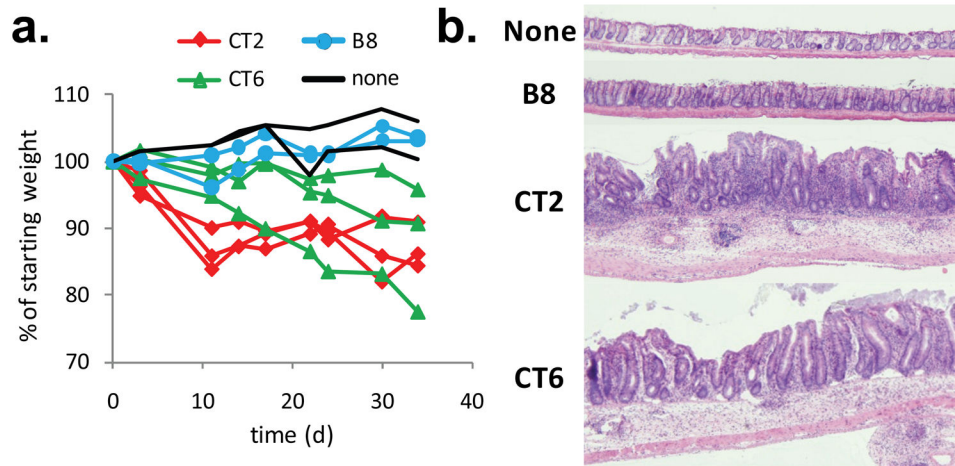 a.
CT2
B8
CT6
none
110
100
90
80
70
% of starting weight
0
10
20
30
40
time (d)
b.
None
B8
CT2
CT6